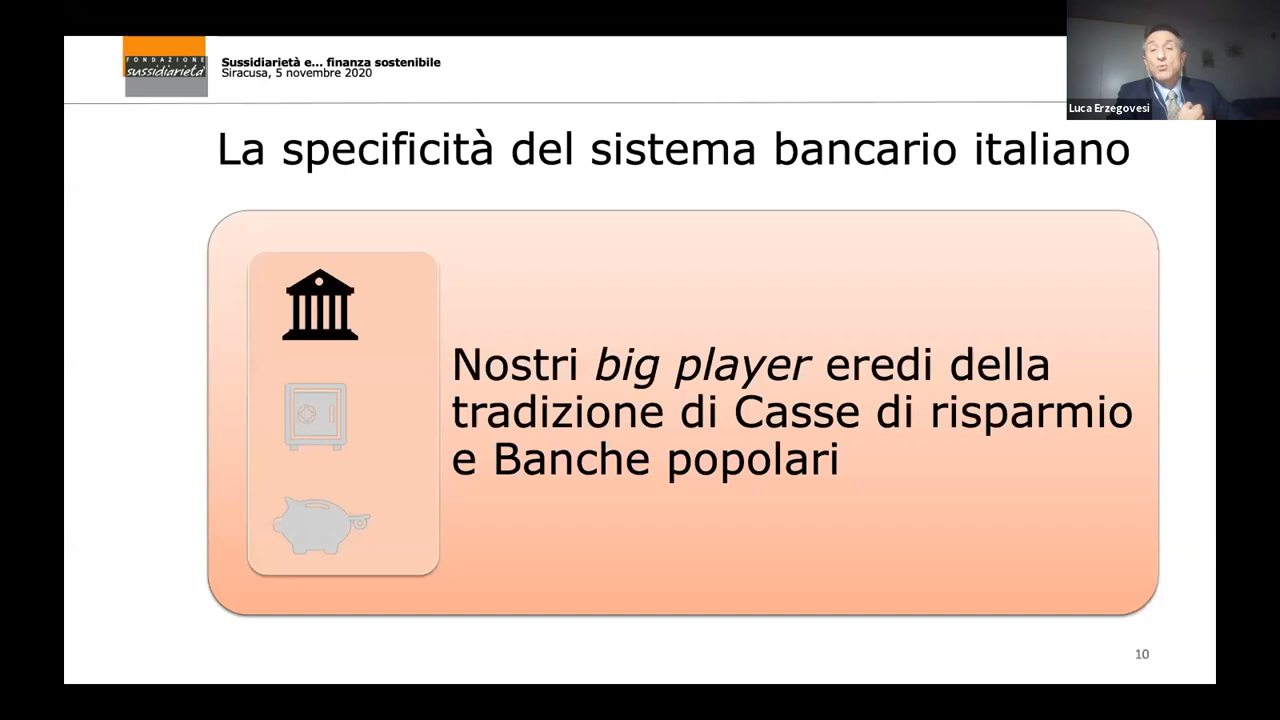 FONDAZIONE
sussidiarietà
Sussidiarietà e... finanza sostenibile
Siracusa, 5 novembre 2020
Luca Erzegovesi
La specificità del sistema bancario italiano
Nostri big player eredi della
tradizione di Casse di risparmio
e Banche popolari
10